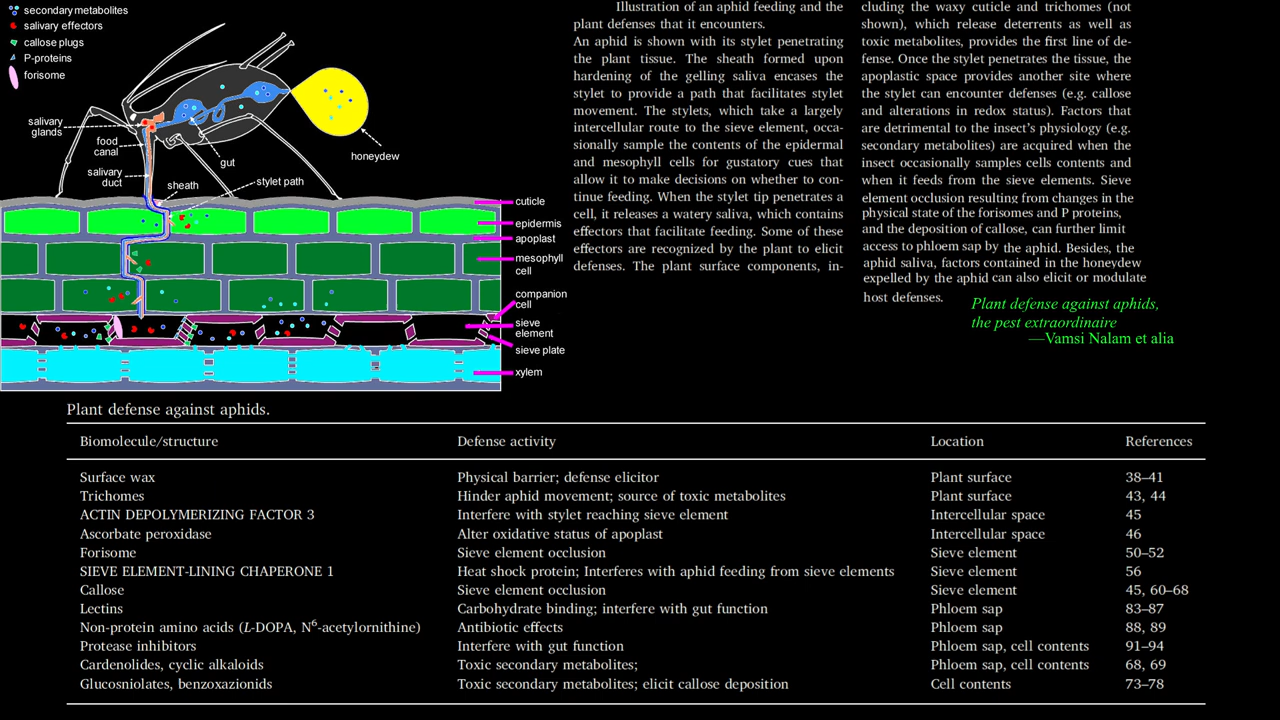 secondary metabolites
salivary effectors
callose plugs
P-proteins
forisome
salivary
glands
food
canal
salivary
duct
gut
honeydew
sheath
stylet path
cuticle
epidermis
apoplast
mesophyll
cell
companion
cell
sieve
element
sieve plate
xylem
Illustration of an aphid feeding and the
plant defenses that it encounters.
An aphid is shown with its stylet penetrating
the plant tissue. The sheath formed upon
hardening of the gelling saliva encases the
stylet to provide a path that facilitates stylet
movement. The stylets, which take a largely
intercellular route to the sieve element, occa-
sionally sample the contents of the epidermal
and mesophyll cells for gustatory cues that
allow it to make decisions on whether to con-
tinue feeding. When the stylet tip penetrates a
cell, it releases a watery saliva, which contains
effectors that facilitate feeding. Some of these
effectors are recognized by the plant to elicit
defenses. The plant surface components, in-
cluding the waxy cuticle and trichomes (not
shown), which release deterrents as well as
toxic metabolites, provides the first line of de-
fense. Once the stylet penetrates the tissue, the
apoplastic space provides another site where
the stylet can encounter defenses (e.g. callose
and alterations in redox status). Factors that
are detrimental to the insect's physiology (e.g.
secondary metabolites) are acquired when the
insect occasionally samples cells contents and
when it feeds from the sieve elements. Sieve
element occlusion resulting from changes in the
physical state of the forisomes and P proteins,
and the deposition of callose, can further limit
access to phloem sap by the aphid. Besides, the
aphid saliva, factors contained in the honeydew
expelled by the aphid can also elicit or modulate
host defenses.
Plant defense against aphids,
the pest extraordinaire
—Vamsi Nalam et alia
Plant defense against aphids.
Biomolecule/structure Defense activity Location References
Surface wax Physical barrier; defense elicitor Plant surface 38–41
Trichomes Hinder aphid movement; source of toxic metabolites Plant surface 43, 44
ACTIN DEPOLYMERIZING FACTOR 3 Interfere with stylet reaching sieve element Intercellular space 45
Ascorbate peroxidase Alter oxidative status of apoplast Intercellular space 46
Forisome Sieve element occlusion Sieve element 50–52
SIEVE ELEMENT-LINING CHAPERONE 1 Heat shock protein; Interferes with aphid feeding from sieve elements Sieve element 56
Callose Sieve element occlusion Sieve element 45, 60–68
Lectins Carbohydrate binding; interfere with gut function Phloem sap 83–87
Non-protein amino acids (L-DOPA, N⁶-acetylornithine) Antibiotic effects Phloem sap 88, 89
Protease inhibitors Interfere with gut function Phloem sap, cell contents 91–94
Cardenolides, cyclic alkaloids Toxic secondary metabolites; Phloem sap, cell contents 68, 69
Glucosniolates, benzoxazionids Toxic secondary metabolites; elicit callose deposition Cell contents 73–78